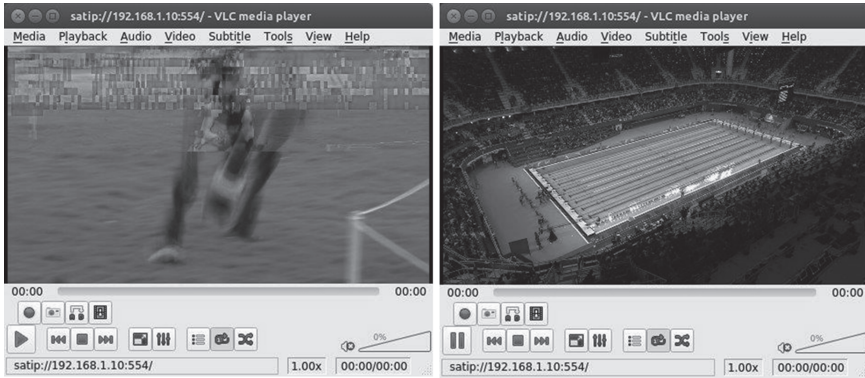 satip://192.168.1.10:554/ - VLC media player
Media Playback Audio Video Subtitle Tools View Help
00:00 00:00
0%
satip://192.168.1.10:554/ 1.00x 00:00/00:00
satip://192.168.1.10:554/ - VLC media player
Media Playback Audio Video Subtitle Tools View Help
00:00 00:00
0%
satip://192.168.1.10:554/ 1.00x 00:00/00:00